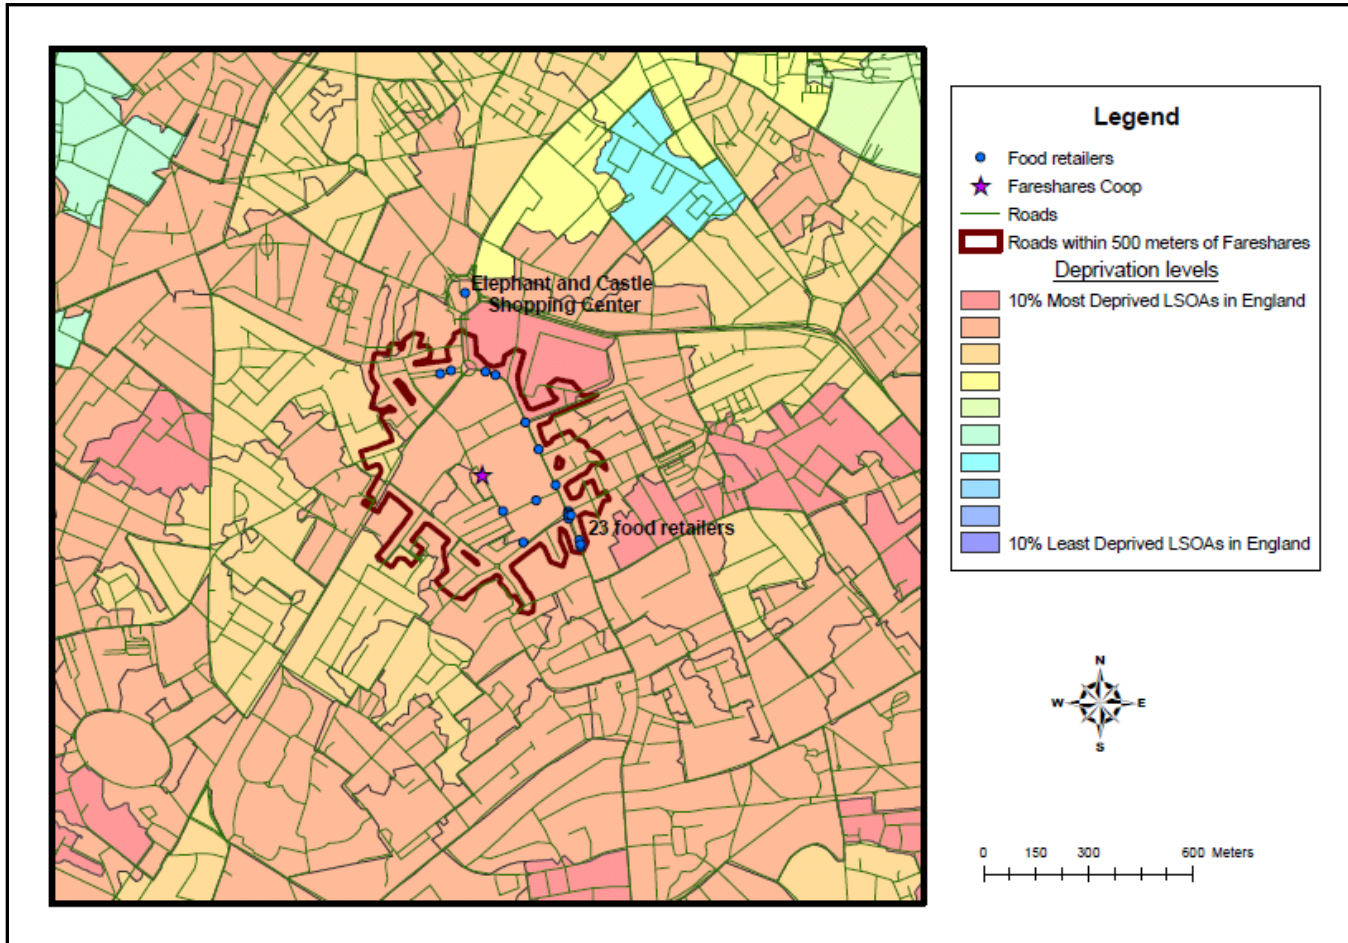 Elephant and Castle
Shopping Center
23 food retailers
Legend
Food retailers
Fareshares Coop
Roads
Roads within 500 meters of Fareshares
Deprivation levels
10% Most Deprived LSOAs in England
10% Least Deprived LSOAs in England
N
W E
S
0 150 300 600 Meters